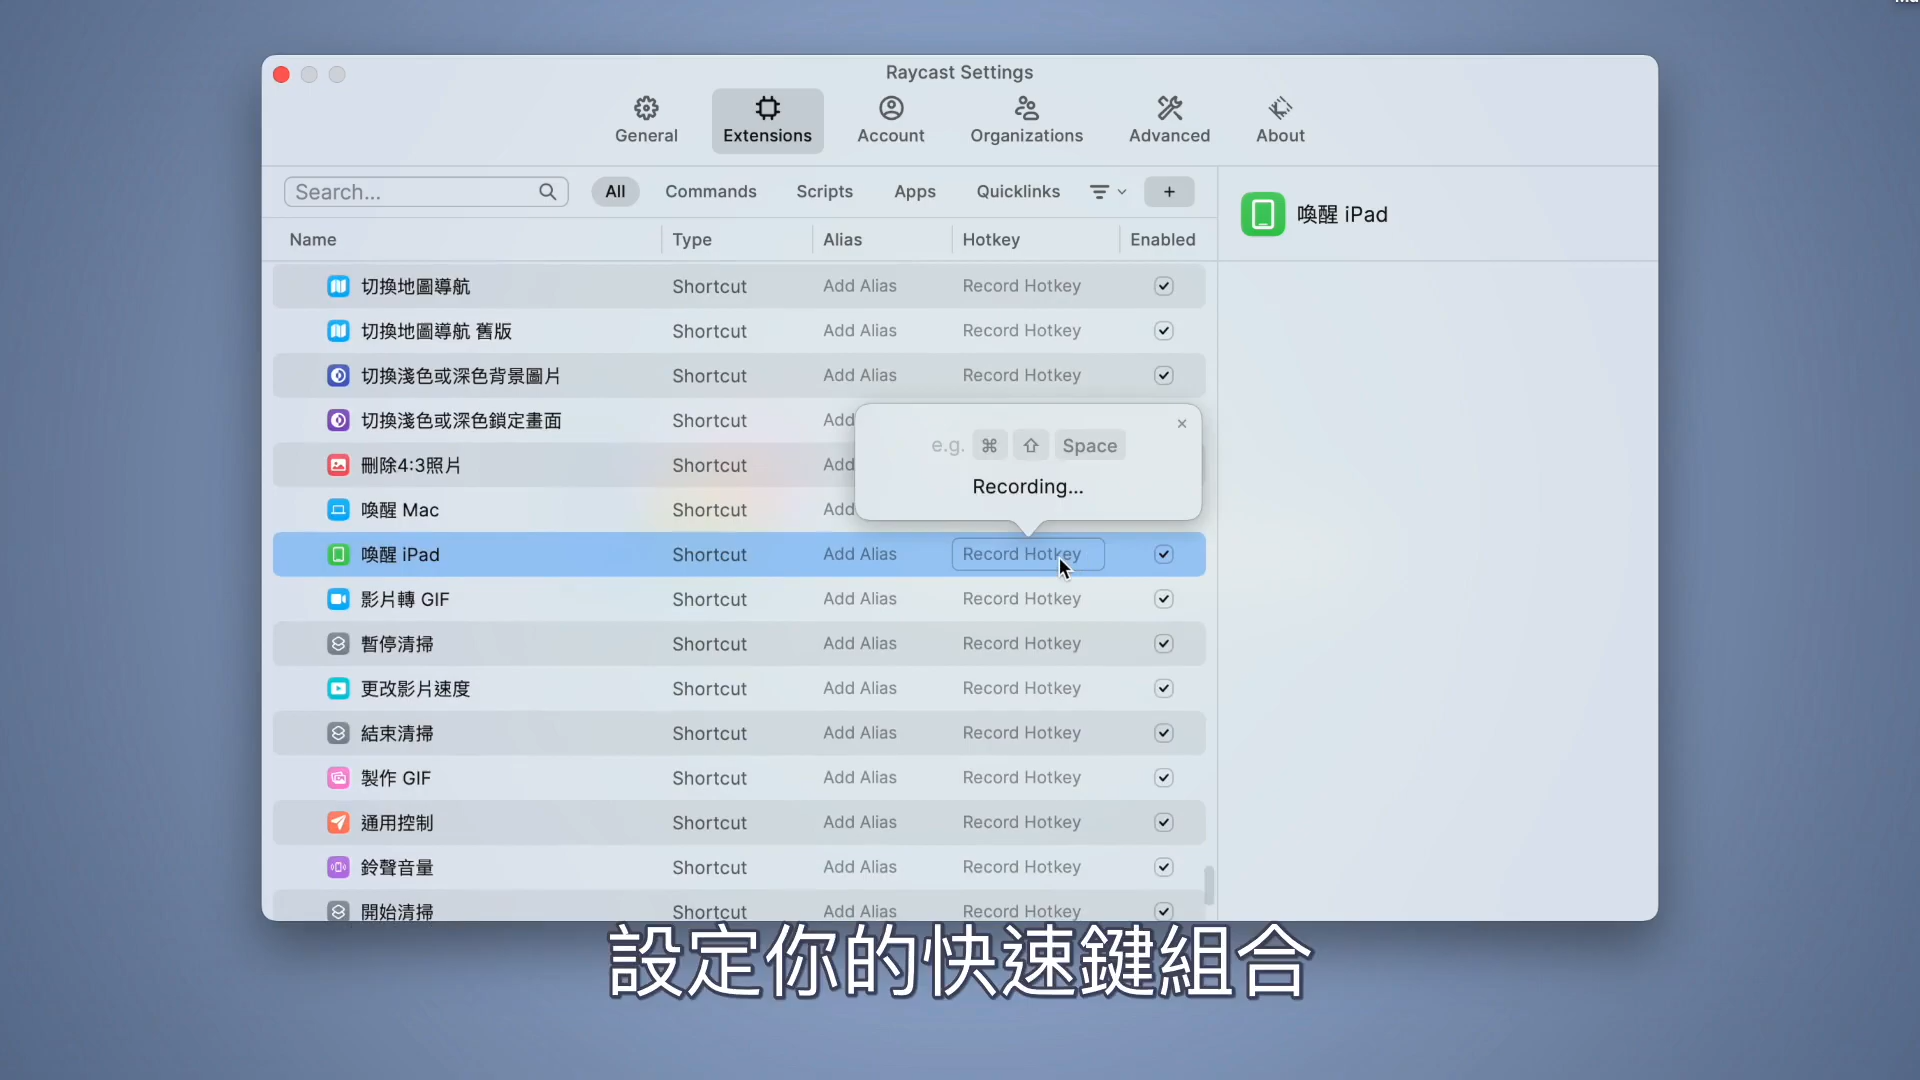 Raycast Settings
General Extensions Account Organizations Advanced About
Search... All Commands Scripts Apps Quicklinks +
喚醒 iPad
Name Type Alias Hotkey Enabled
切換地圖導航 Shortcut Add Alias Record Hotkey
切換地圖導航 舊版 Shortcut Add Alias Record Hotkey
切換淺色或深色背景圖片 Shortcut Add Alias Record Hotkey
切換淺色或深色鎖定畫面 Shortcut Add
e.g. ⌘ ⇧ Space
刪除4:3照片 Shortcut Add
Recording...
喚醒 Mac Shortcut Add
喚醒 iPad Shortcut Add Alias Record Hotkey
影片轉 GIF Shortcut Add Alias Record Hotkey
暫停清掃 Shortcut Add Alias Record Hotkey
更改影片速度 Shortcut Add Alias Record Hotkey
結束清掃 Shortcut Add Alias Record Hotkey
製作 GIF Shortcut Add Alias Record Hotkey
通用控制 Shortcut Add Alias Record Hotkey
鈴聲音量 Shortcut Add Alias Record Hotkey
開始清掃 Shortcut Add Alias Record Hotkey
設定你的快速鍵組合